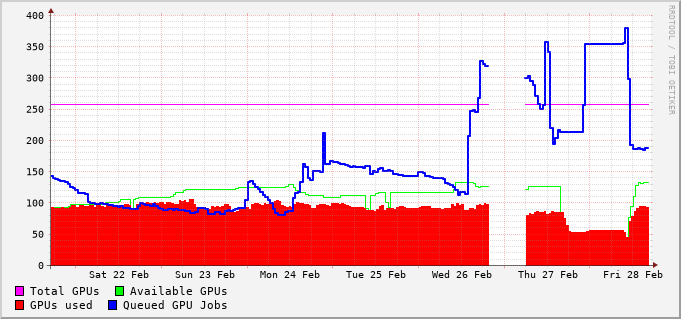 RRDTOOL / TOBI OETIKER
400
350
300
250
200
150
100
50
0
Sat 22 Feb Sun 23 Feb Mon 24 Feb Tue 25 Feb Wed 26 Feb Thu 27 Feb Fri 28 Feb
Total GPUs Available GPUs
GPUs used Queued GPU Jobs